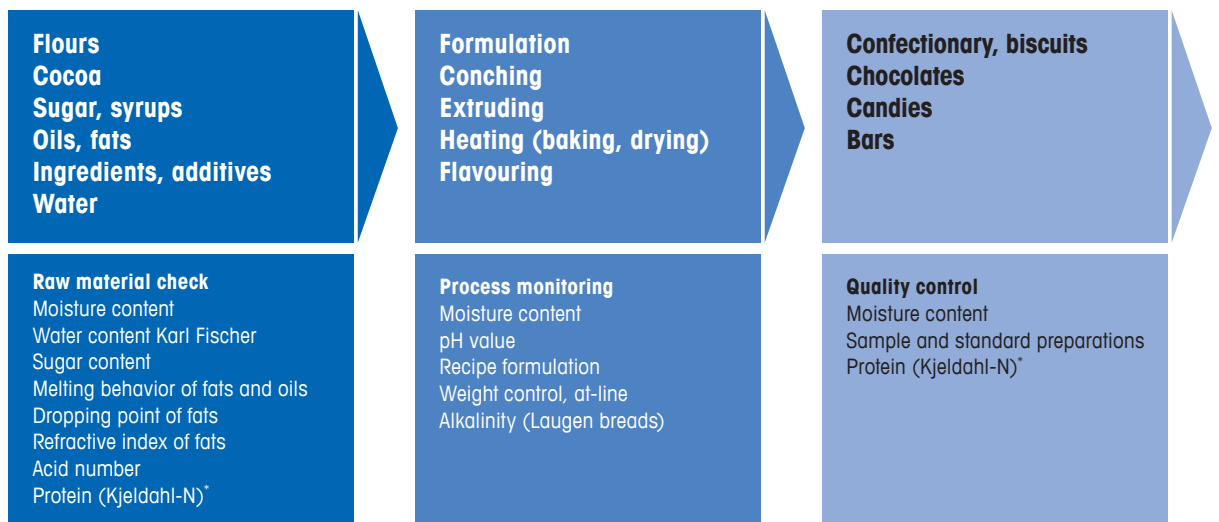 Flours
Cocoa
Sugar, syrups
Oils, fats
Ingredients, additives
Water
Raw material check
Moisture content
Water content Karl Fischer
Sugar content
Melting behavior of fats and oils
Dropping point of fats
Refractive index of fats
Acid number
Protein (Kjeldahl-N)*
Formulation
Conching
Extruding
Heating (baking, drying)
Flavouring
Process monitoring
Moisture content
pH value
Recipe formulation
Weight control, at-line
Alkalinity (Laugen breads)
Confectionary, biscuits
Chocolates
Candies
Bars
Quality control
Moisture content
Sample and standard preparations
Protein (Kjeldahl-N)*